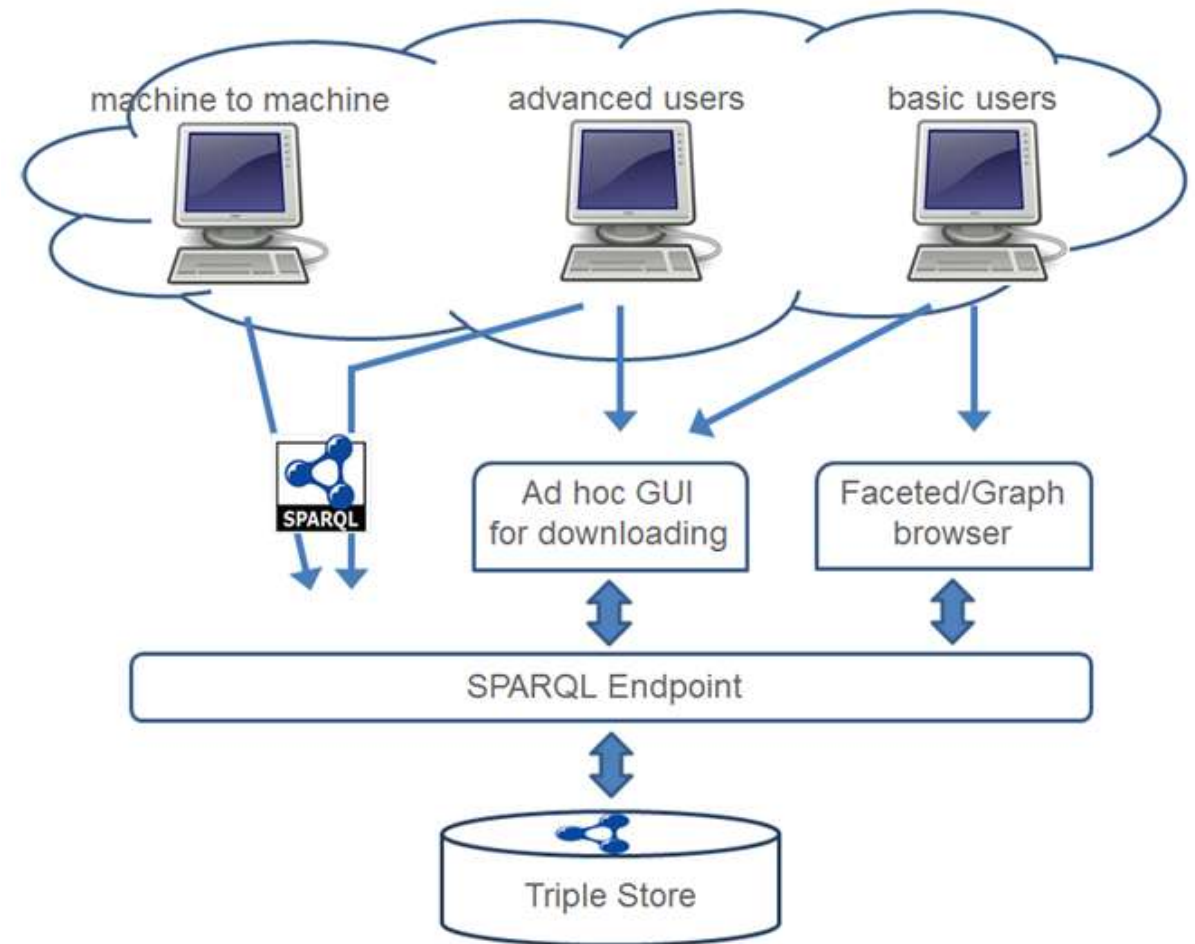 machine to machine
advanced users
basic users
SPARQL
Ad hoc GUI
for downloading
Faceted/Graph
browser
SPARQL Endpoint
Triple Store